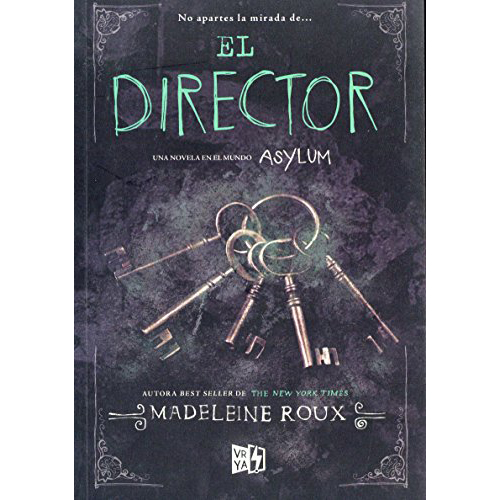 No apartes la mirada de...
EL
DIRECTOR
UNA NOVELA EN EL MUNDO ASYLUM
AUTORA BEST SELLER DE THE NEW YORK TIMES
MADELEINE ROUX
VR
YA